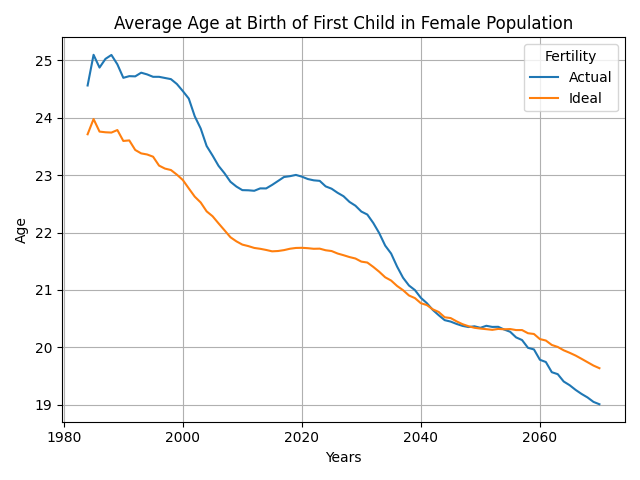 Average Age at Birth of First Child in Female Population
Fertility
Actual
Ideal
Age
25
24
23
22
21
20
19
1980
2000
2020
2040
2060
Years